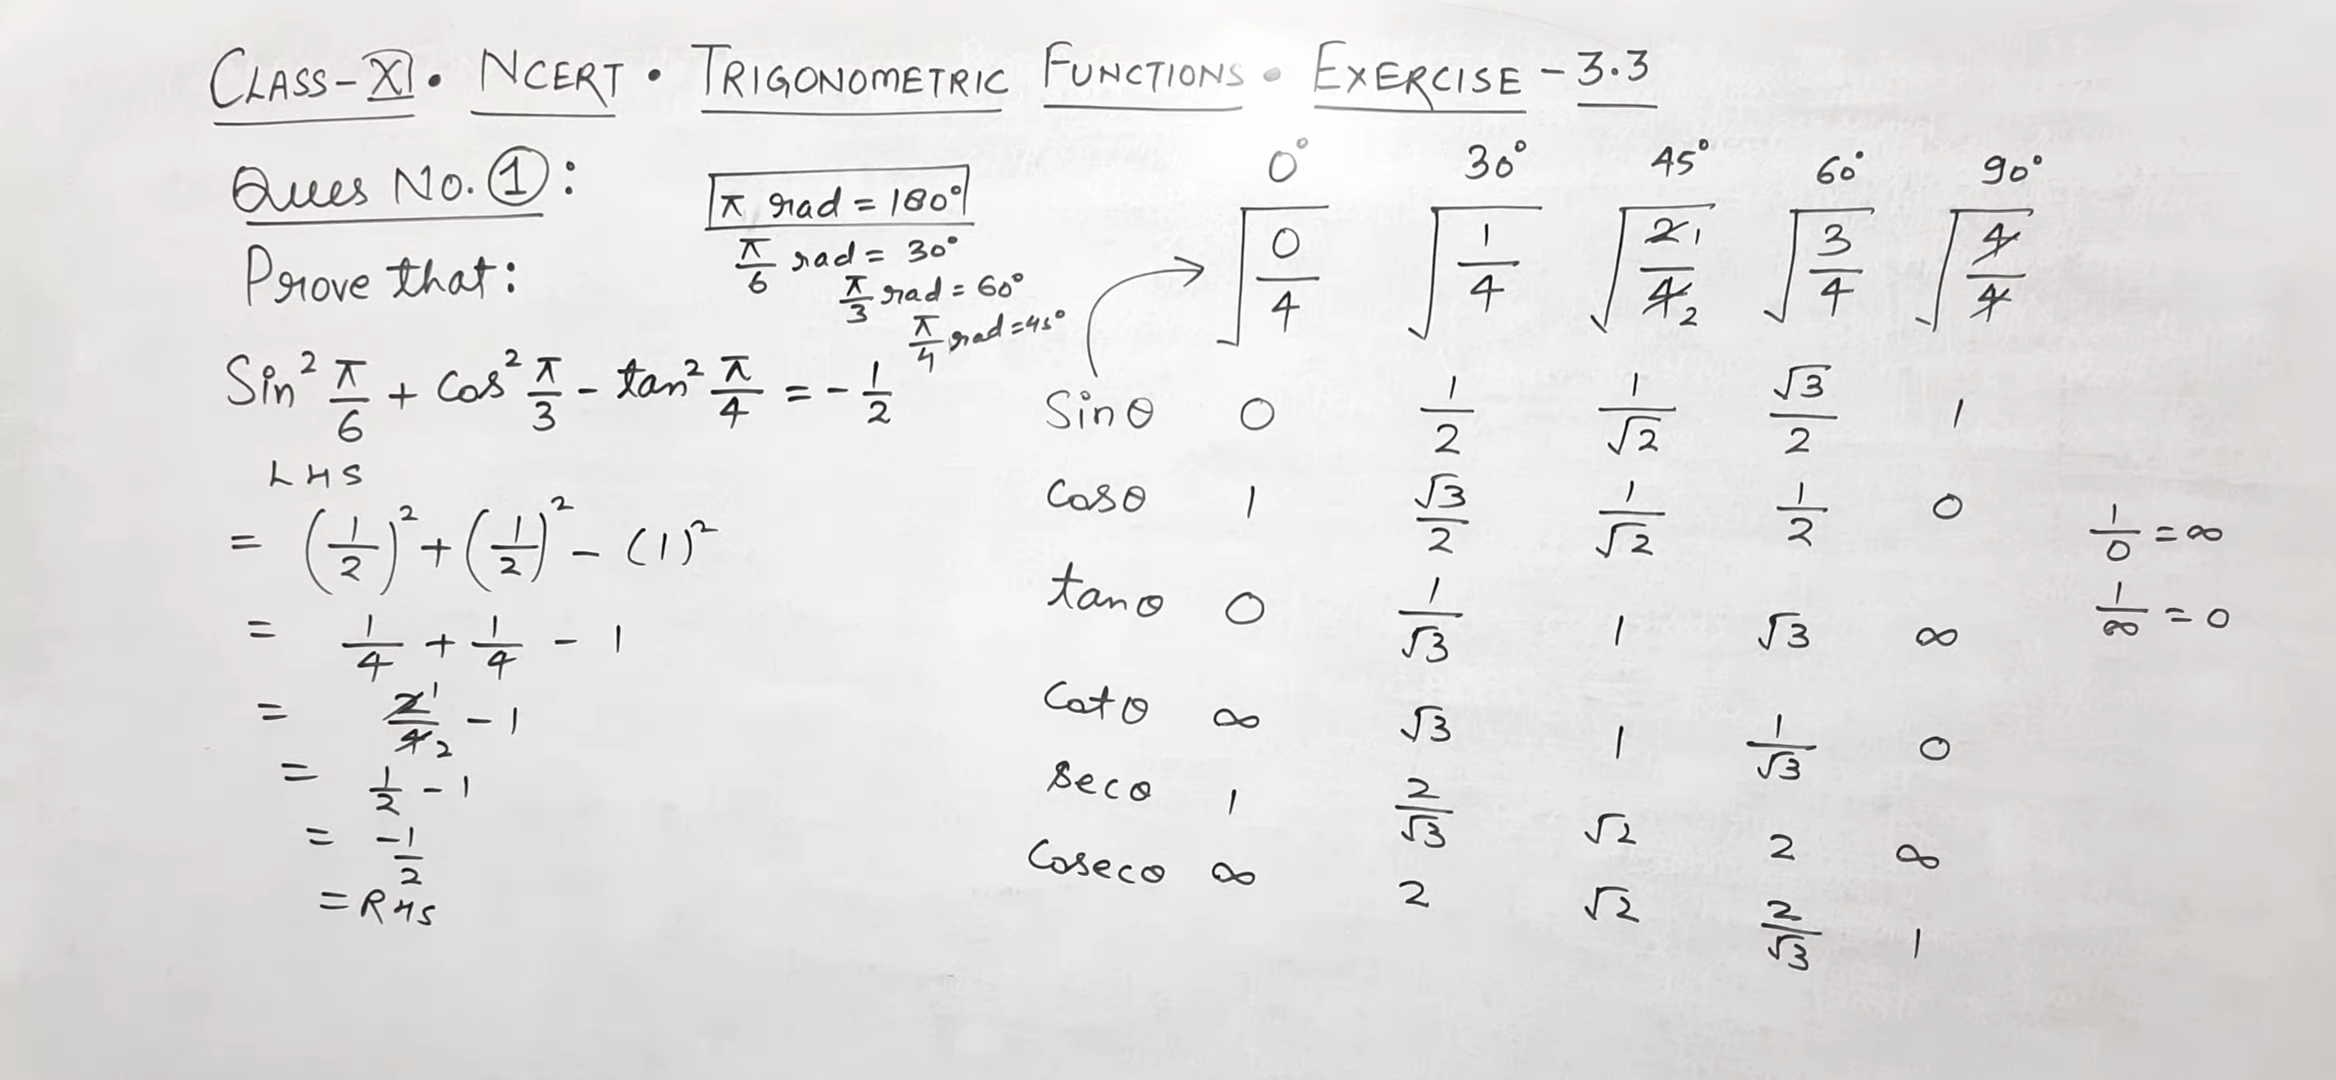 CLASS-XI • NCERT • TRIGONOMETRIC FUNCTIONS • EXERCISE - 3.3
Ques No. ①:
Prove that:
π rad = 180°
π/6 rad = 30°
π/3 rad = 60°
π/4 rad = 45°
Sin² π/6 + Cos² π/3 - tan² π/4 = - 1/2
LHS
= (1/2)² + (1/2)² - (1)²
= 1/4 + 1/4 - 1
= 2̸1/4̸2 - 1
= 1/2 - 1
= -1/2
= RHS
0° 30° 45° 60° 90°
√(0/4) √(1/4) √(2̸1/4̸2) √(3/4) √(4̸/4̸)
Sinθ 0 1/2 1/√2 √3/2 1
Cosθ 1 √3/2 1/√2 1/2 0
tanθ 0 1/√3 1 √3 ∞
Cotθ ∞ √3 1 1/√3 0
Secθ 1 2/√3 √2 2 ∞
Cosecθ ∞ 2 √2 2/√3 1
1/0 = ∞
1/∞ = 0